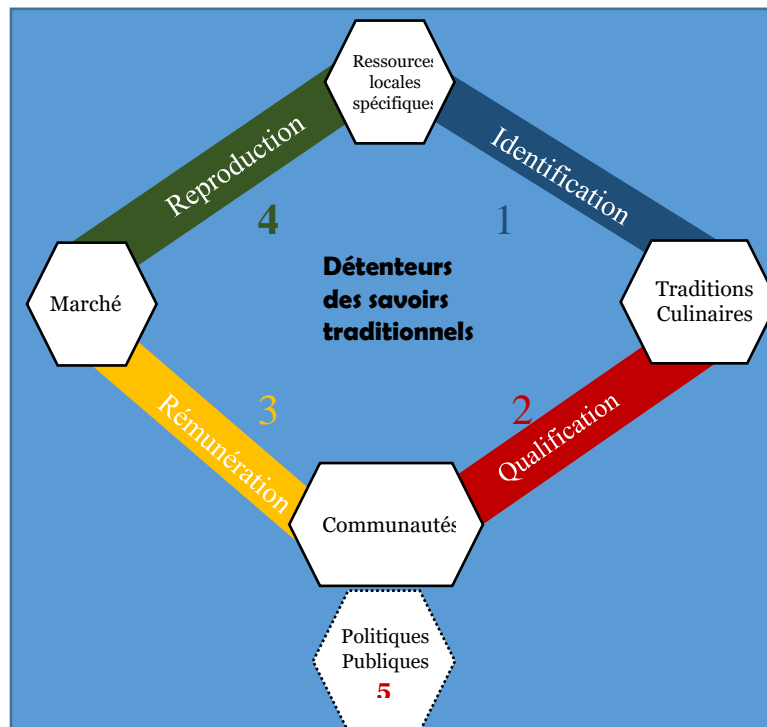 Ressources
locales
spécifiques
Reproduction
Identification
4
1
Détenteurs
des savoirs
traditionnels
Marché
Traditions
Culinaires
3
2
Rémunération
Qualification
Communautés
Politiques
Publiques
5